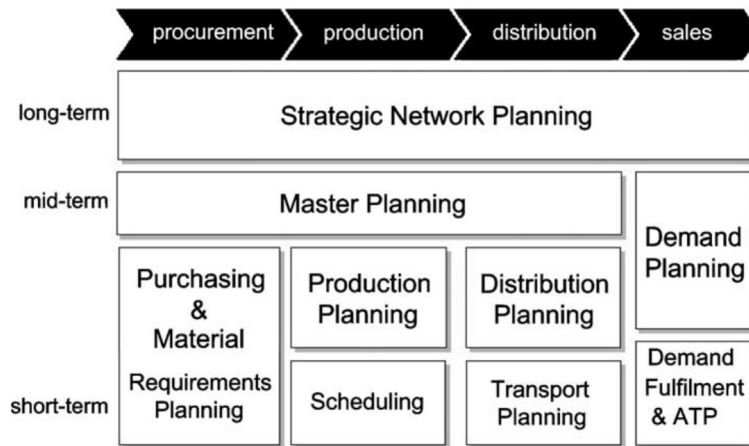 procurement
production
distribution
sales
long-term
Strategic Network Planning
mid-term
Master Planning
Demand
Planning
Purchasing
&
Material
Requirements
Planning
Production
Planning
Distribution
Planning
short-term
Scheduling
Transport
Planning
Demand
Fulfilment
& ATP